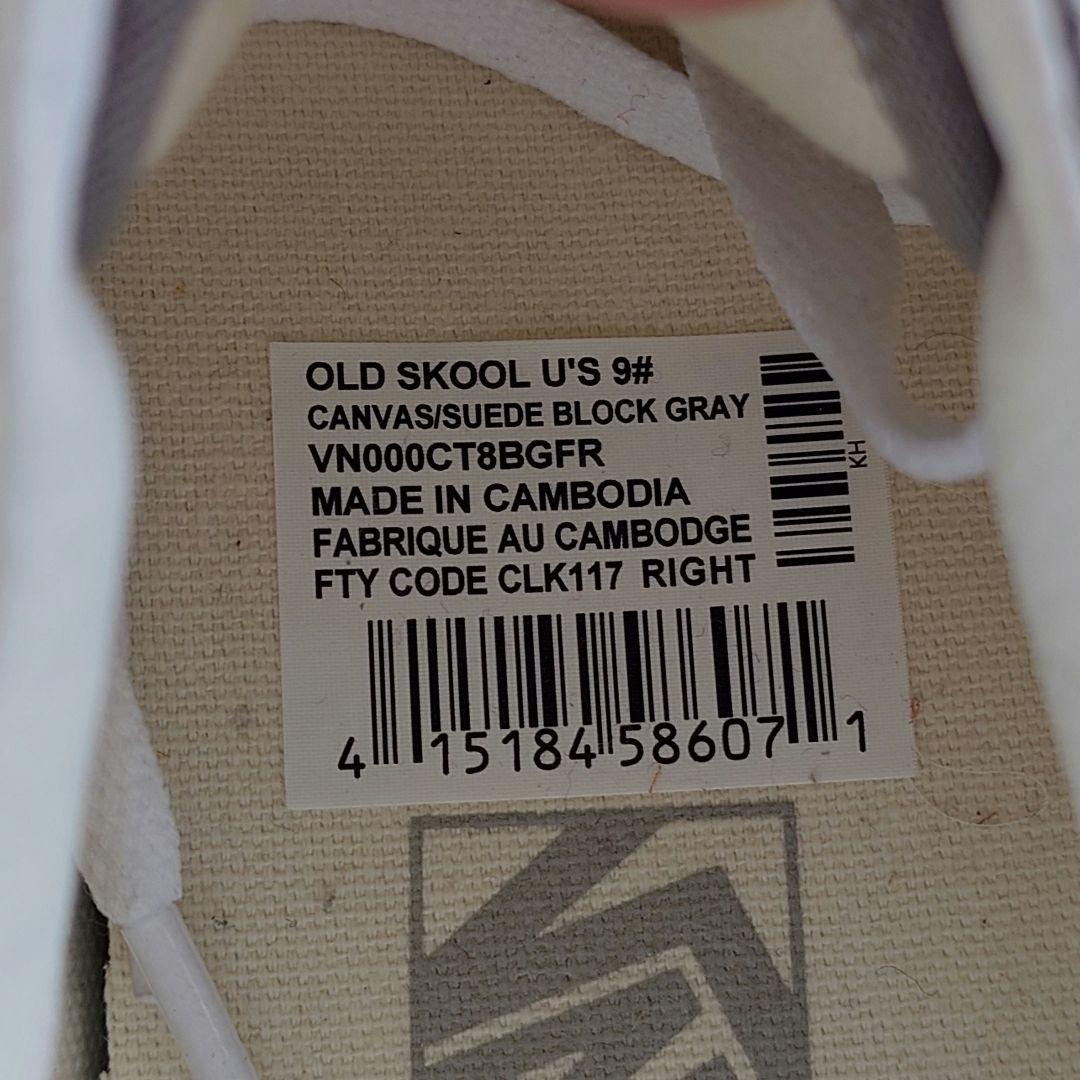 OLD SKOOL U'S 9#
CANVAS/SUEDE BLOCK GRAY
VN000CT8BGFR
MADE IN CAMBODIA
FABRIQUE AU CAMBODGE
FTY CODE CLK117 RIGHT
KH
4 15184 58607 1